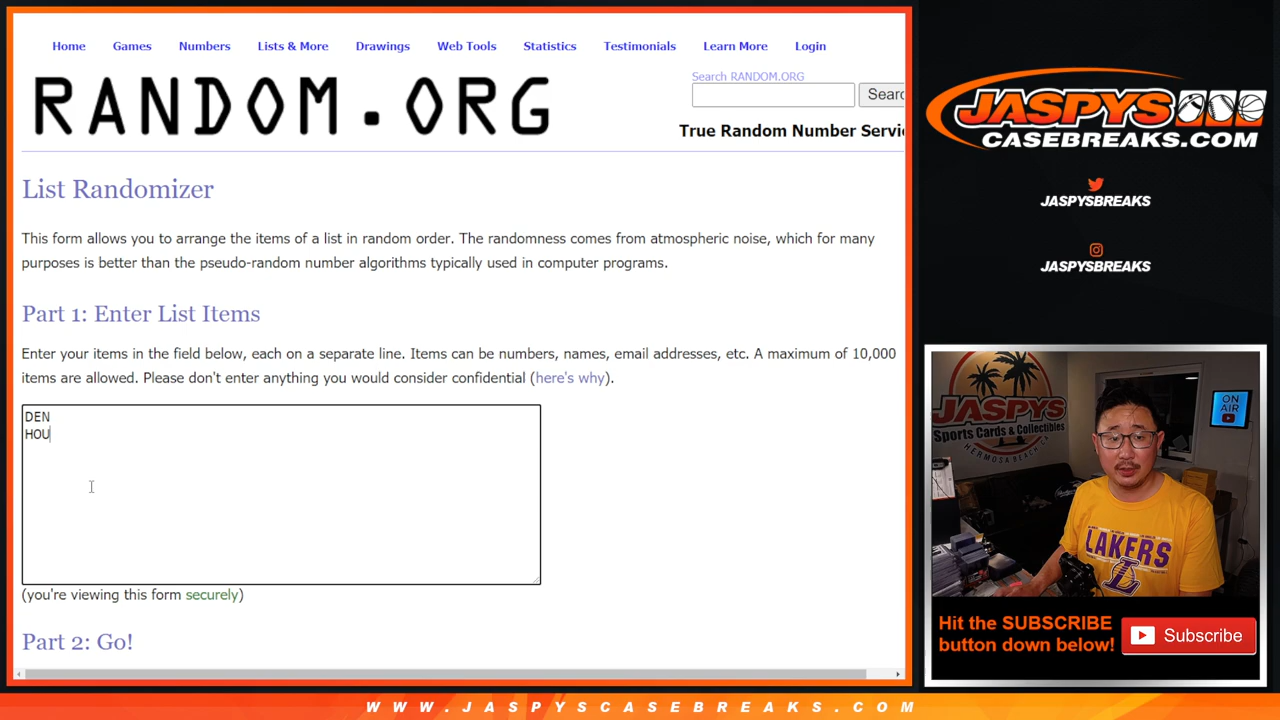 Home Games Numbers Lists & More Drawings Web Tools Statistics Testimonials Learn More Login
RANDOM.ORG
Search RANDOM.ORG
Searc
True Random Number Servic
List Randomizer
This form allows you to arrange the items of a list in random order. The randomness comes from atmospheric noise, which for many
purposes is better than the pseudo-random number algorithms typically used in computer programs.
Part 1: Enter List Items
Enter your items in the field below, each on a separate line. Items can be numbers, names, email addresses, etc. A maximum of 10,000
items are allowed. Please don't enter anything you would consider confidential (here's why).
DEN
HOU
(you're viewing this form securely)
Part 2: Go!
JASPYS
CASEBREAKS.COM
JASPYSBREAKS
JASPYSBREAKS
JASPYS
Sports Cards & Collectibles
HERMOSA BEACH CA
ON
AIR
LAKERS
Hit the SUBSCRIBE
button down below!
Subscribe
WWW.JASPYSCASEBREAKS.COM